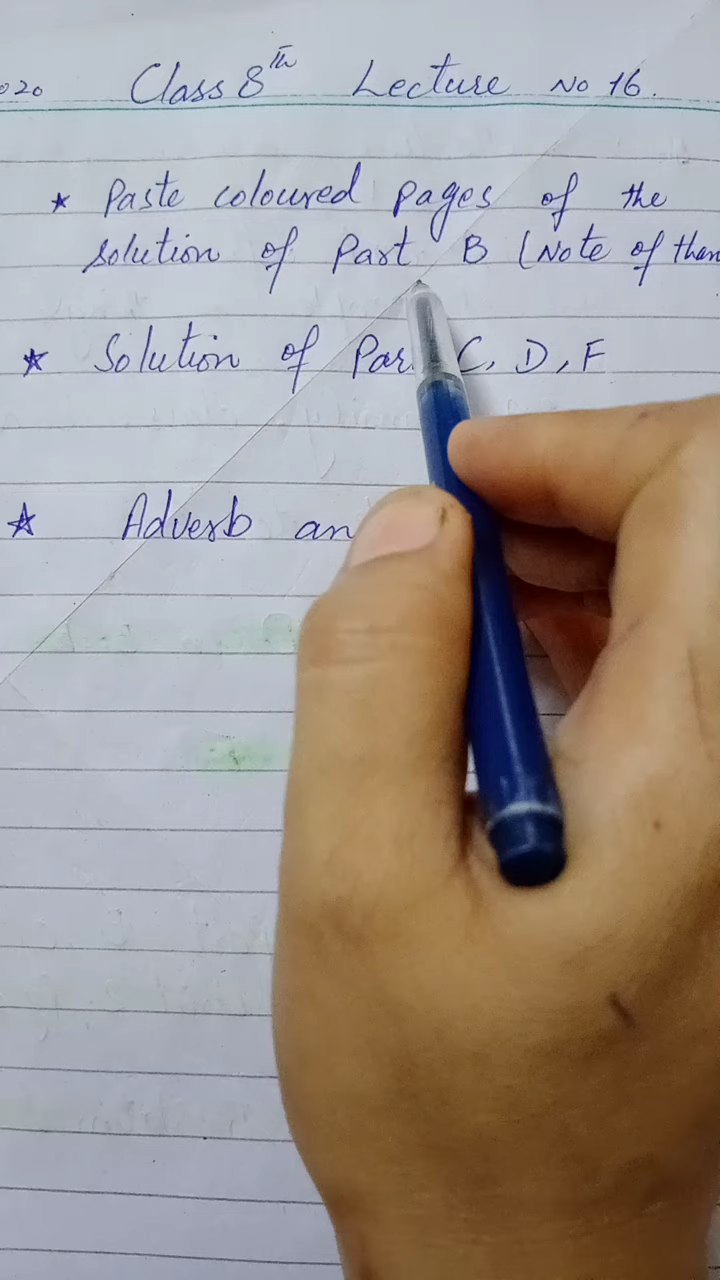 020 Class 8th Lecture No 16.
* Paste coloured pages of the
solution of Part B (Note of than
* Solution of Par C, D, F
* Adverb an